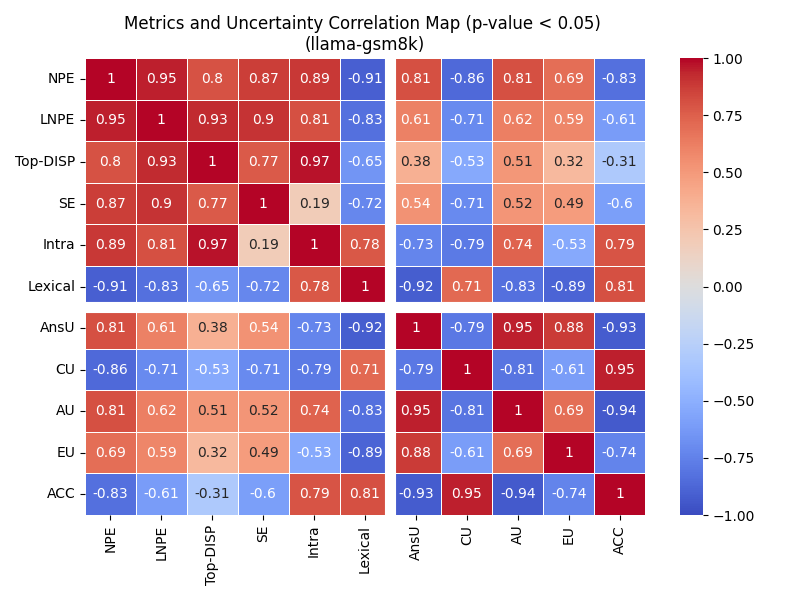 Metrics and Uncertainty Correlation Map (p-value < 0.05)
(llama-gsm8k)
NPE 1 0.95 0.8 0.87 0.89 -0.91 0.81 -0.86 0.81 0.69 -0.83
LNPE 0.95 1 0.93 0.9 0.81 -0.83 0.61 -0.71 0.62 0.59 -0.61
Top-DISP 0.8 0.93 1 0.77 0.97 -0.65 0.38 -0.53 0.51 0.32 -0.31
SE 0.87 0.9 0.77 1 0.19 -0.72 0.54 -0.71 0.52 0.49 -0.6
Intra 0.89 0.81 0.97 0.19 1 0.78 -0.73 -0.79 0.74 -0.53 0.79
Lexical -0.91 -0.83 -0.65 -0.72 0.78 1 -0.92 0.71 -0.83 -0.89 0.81
AnsU 0.81 0.61 0.38 0.54 -0.73 -0.92 1 -0.79 0.95 0.88 -0.93
CU -0.86 -0.71 -0.53 -0.71 -0.79 0.71 -0.79 1 -0.81 -0.61 0.95
AU 0.81 0.62 0.51 0.52 0.74 -0.83 0.95 -0.81 1 0.69 -0.94
EU 0.69 0.59 0.32 0.49 -0.53 -0.89 0.88 -0.61 0.69 1 -0.74
ACC -0.83 -0.61 -0.31 -0.6 0.79 0.81 -0.93 0.95 -0.94 -0.74 1
NPE LNPE Top-DISP SE Intra Lexical AnsU CU AU EU ACC
1.00
0.75
0.50
0.25
0.00
−0.25
−0.50
−0.75
−1.00